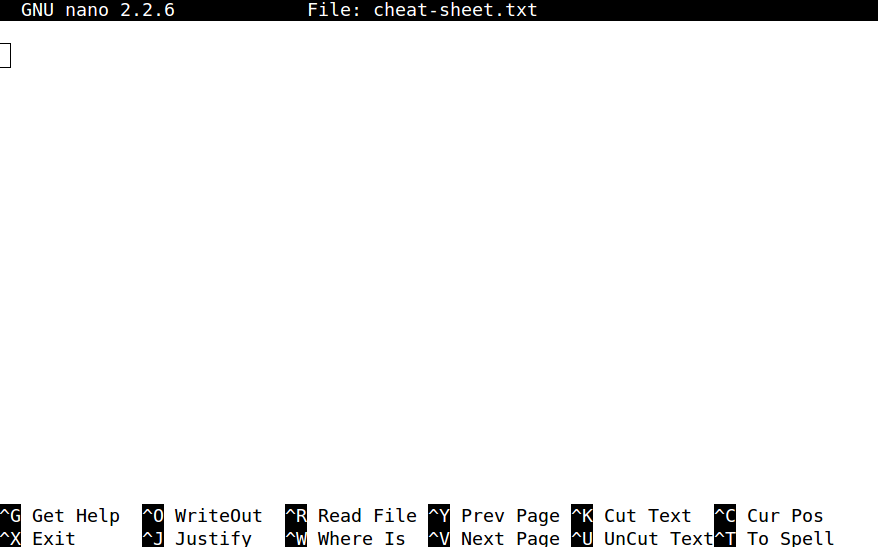 GNU nano 2.2.6 File: cheat-sheet.txt
^G Get Help ^O WriteOut ^R Read File ^Y Prev Page ^K Cut Text ^C Cur Pos
^X Exit ^J Justify ^W Where Is ^V Next Page ^U UnCut Text ^T To Spell